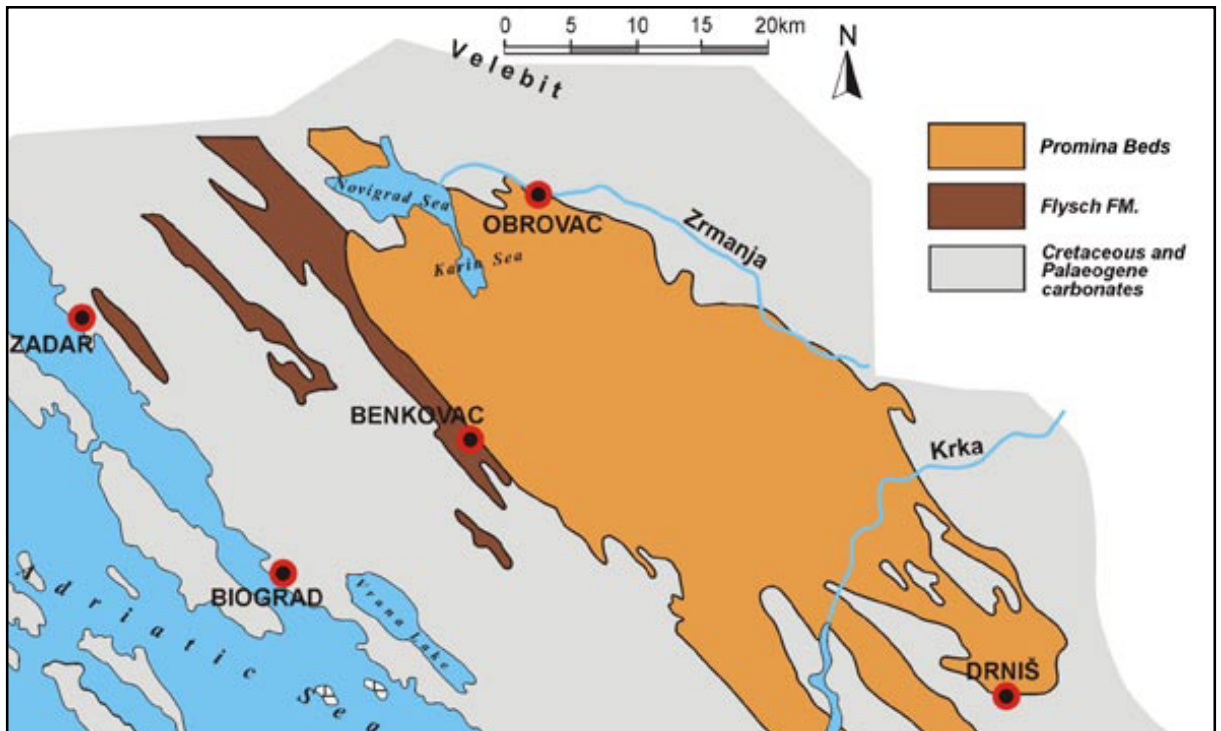 0 5 10 15 20km
Velebit
N
Promina Beds
Flysch FM.
Cretaceous and
Palaeogene
carbonates
Novigrad Sea
OBROVAC
Zrmanja
Karin Sea
ZADAR
BENKOVAC
Krka
BIOGRAD
Vrana Lake
Adriatic Sea
DRNIŠ